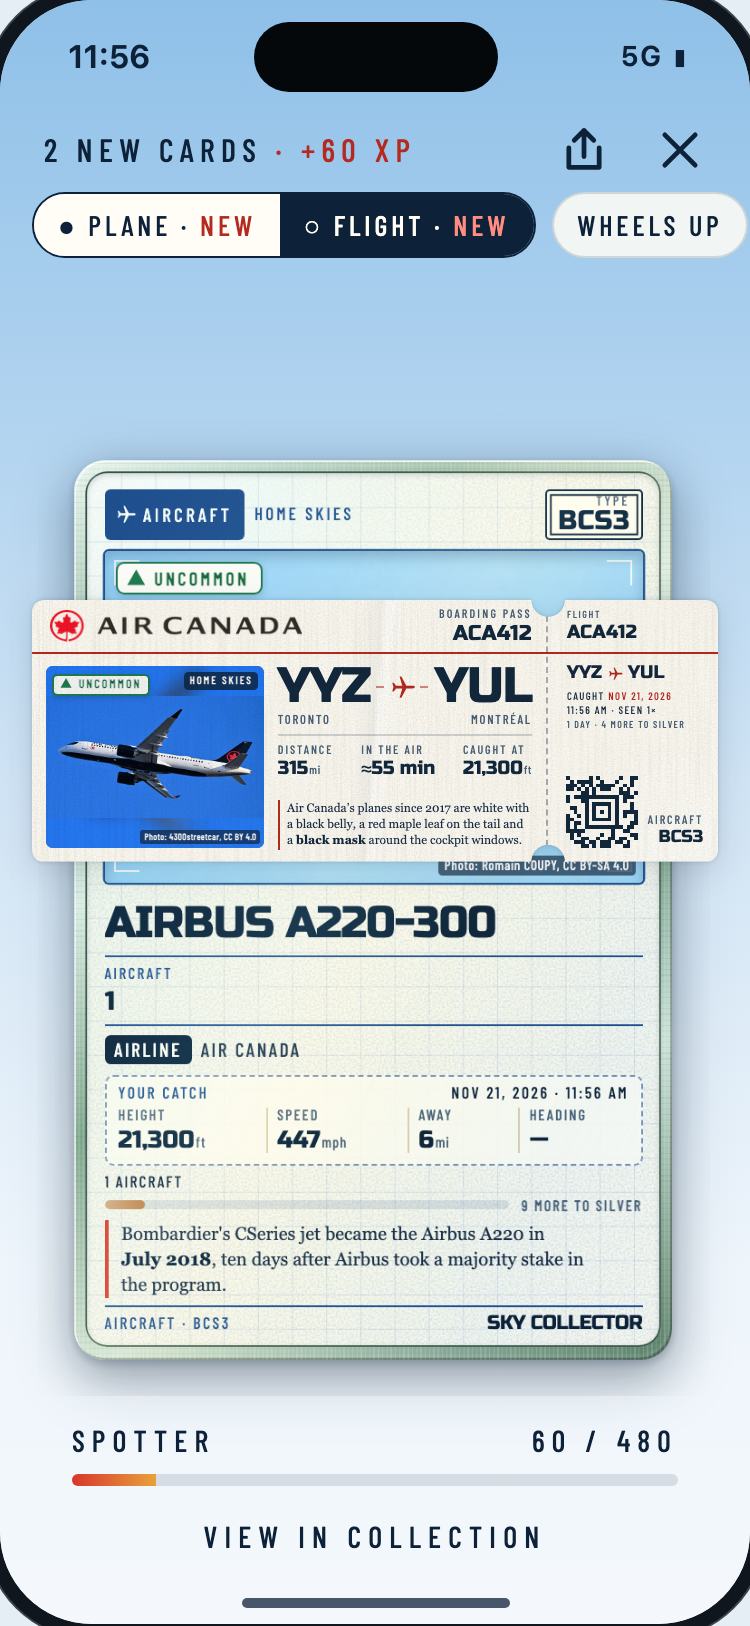 11:56
5G
2 NEW CARDS · +60 XP
PLANE · NEW
FLIGHT · NEW
WHEELS UP
AIRCRAFT
HOME SKIES
TYPE
BCS3
UNCOMMON
AIR CANADA
BOARDING PASS
ACA412
FLIGHT
ACA412
UNCOMMON
HOME SKIES
Photo: 4300streetcar, CC BY 4.0
YYZ
YUL
TORONTO
MONTRÉAL
DISTANCE
315mi
IN THE AIR
≈55 min
CAUGHT AT
21,300ft
Air Canada's planes since 2017 are white with
a black belly, a red maple leaf on the tail and
a black mask around the cockpit windows.
YYZ YUL
CAUGHT NOV 21, 2026
11:56 AM · SEEN 1×
1 DAY · 4 MORE TO SILVER
AIRCRAFT
BCS3
Photo: Romain COUPY, CC BY-SA 4.0
AIRBUS A220-300
AIRCRAFT
1
AIRLINE
AIR CANADA
YOUR CATCH
NOV 21, 2026 · 11:56 AM
HEIGHT
21,300ft
SPEED
447mph
AWAY
6mi
HEADING
—
1 AIRCRAFT
9 MORE TO SILVER
Bombardier's CSeries jet became the Airbus A220 in
July 2018, ten days after Airbus took a majority stake in
the program.
AIRCRAFT · BCS3
SKY COLLECTOR
SPOTTER
60 / 480
VIEW IN COLLECTION